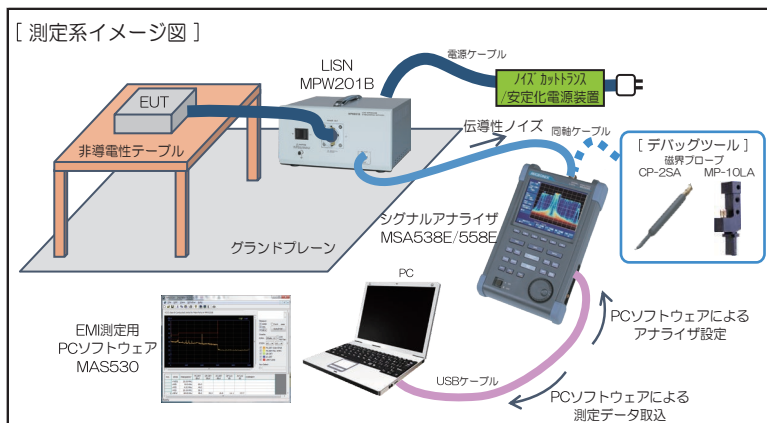 [ 測定系イメージ図 ]
LISN
MPW201B
電源ケーブル
ノイズカットトランス
/安定化電源装置
EUT
非導電性テーブル
グランドプレーン
伝導性ノイズ
同軸ケーブル
[ デバッグツール ]
磁界プローブ
CP-2SA MP-10LA
シグナルアナライザ
MSA538E/558E
PC
EMI測定用
PCソフトウェア
MAS530
USBケーブル
PCソフトウェアによる
アナライザ設定
PCソフトウェアによる
測定データ取込